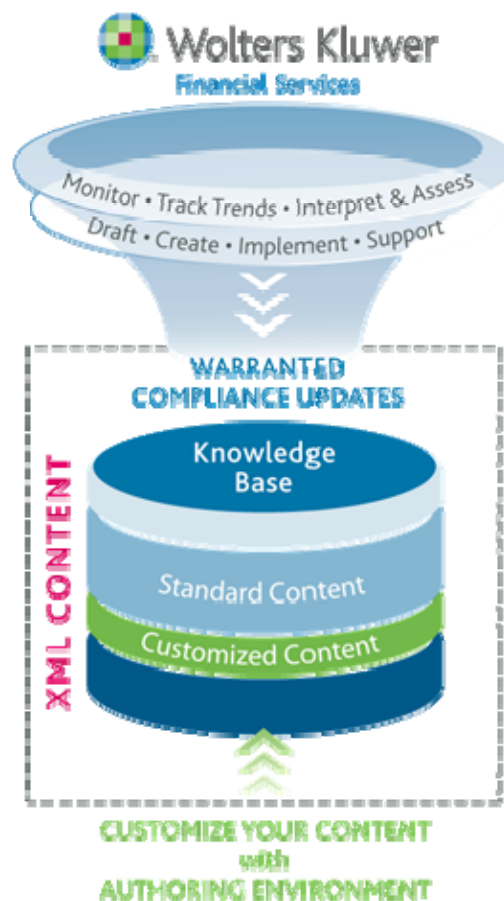 Wolters Kluwer
Financial Services
Monitor • Track Trends • Interpret & Assess
Draft • Create • Implement • Support
WARRANTED
COMPLIANCE UPDATES
XML CONTENT
Knowledge
Base
Standard Content
Customized Content
CUSTOMIZE YOUR CONTENT
with
AUTHORING ENVIRONMENT